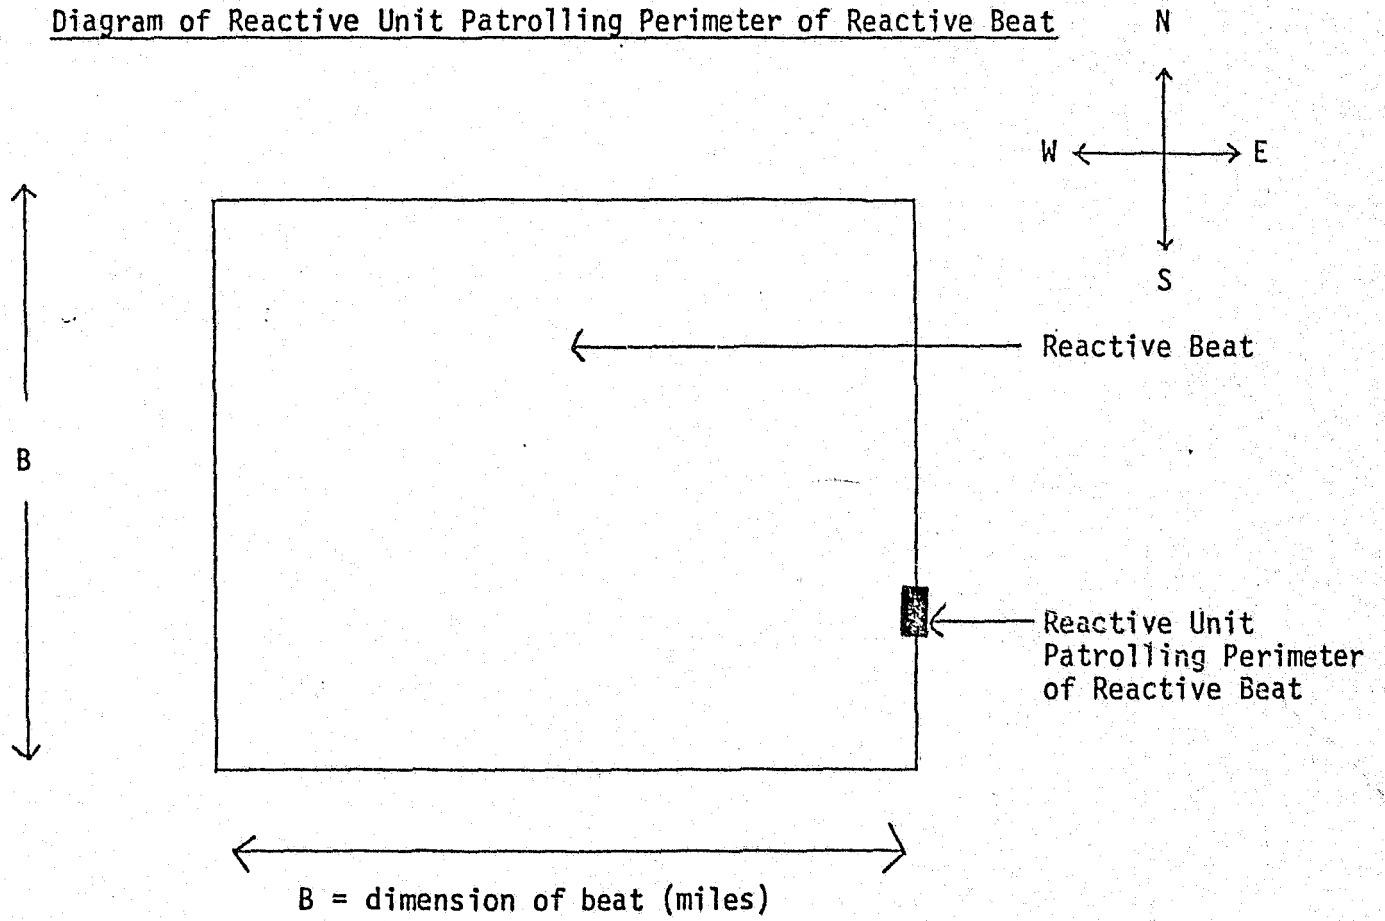 Diagram of Reactive Unit Patrolling Perimeter of Reactive Beat
N
W
E
S
Reactive Beat
B
Reactive Unit
Patrolling Perimeter
of Reactive Beat
B = dimension of beat (miles)